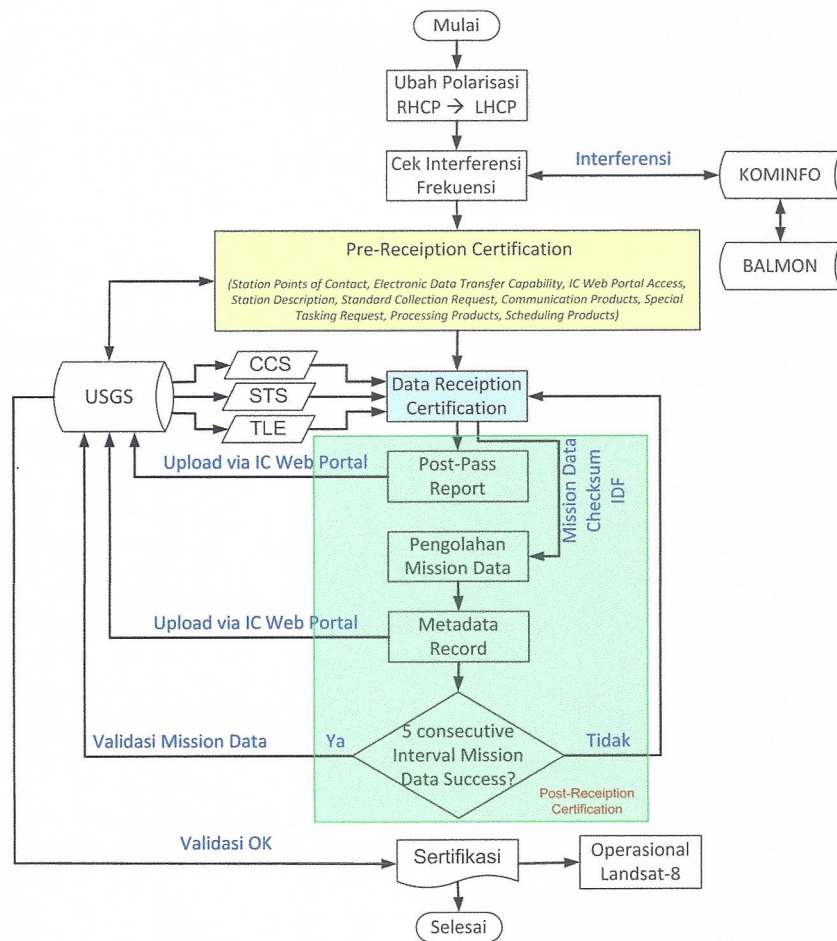 Mulai
Ubah Polarisasi
RHCP → LHCP
Cek Interferensi
Frekuensi
Interferensi
KOMINFO
BALMON
Pre-Receiption Certification
(Station Points of Contact, Electronic Data Transfer Capability, IC Web Portal Access,
Station Description, Standard Collection Request, Communication Products, Special
Tasking Request, Processing Products, Scheduling Products)
USGS
CCS
STS
TLE
Data Receiption
Certification
Upload via IC Web Portal
Post-Pass
Report
Mission Data
Checksum
IDF
Pengolahan
Mission Data
Upload via IC Web Portal
Metadata
Record
Validasi Mission Data
Ya
5 consecutive
Interval Mission
Data Success?
Tidak
Post-Receiption
Certification
Validasi OK
Sertifikasi
Operasional
Landsat-8
Selesai